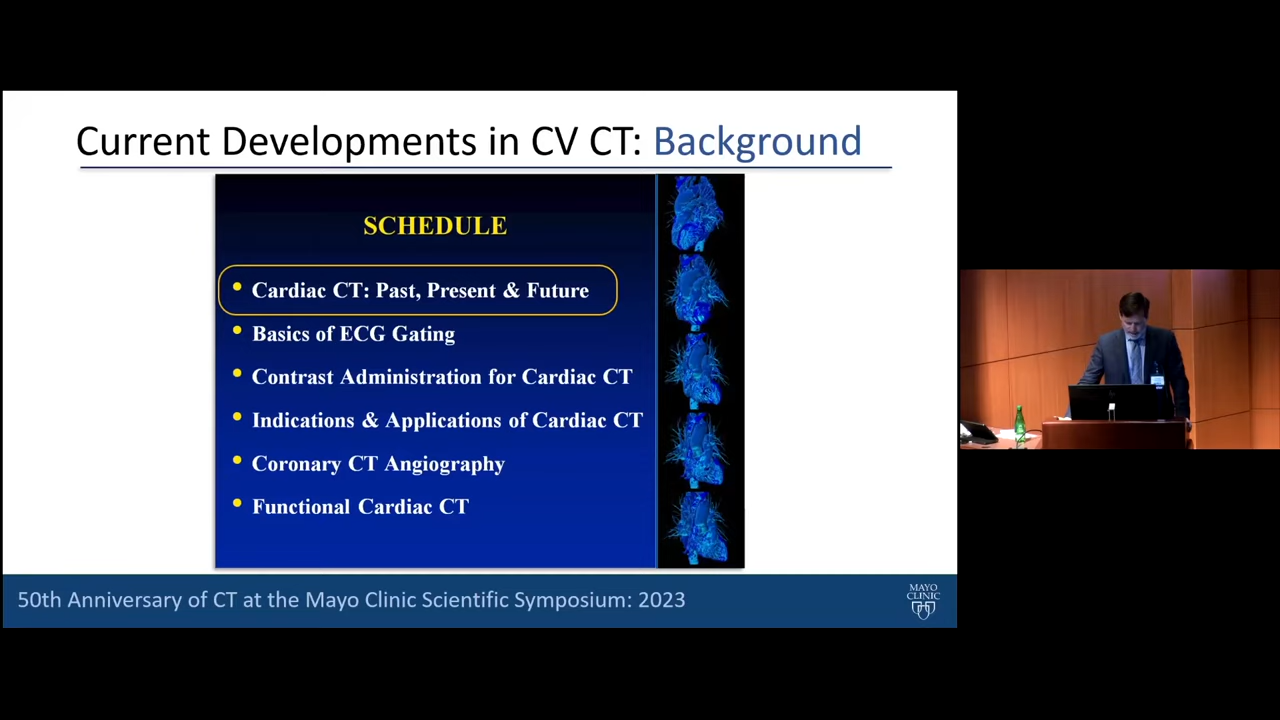 Current Developments in CV CT: Background
SCHEDULE
• Cardiac CT: Past, Present & Future
• Basics of ECG Gating
• Contrast Administration for Cardiac CT
• Indications & Applications of Cardiac CT
• Coronary CT Angiography
• Functional Cardiac CT
50th Anniversary of CT at the Mayo Clinic Scientific Symposium: 2023
MAYO
CLINIC